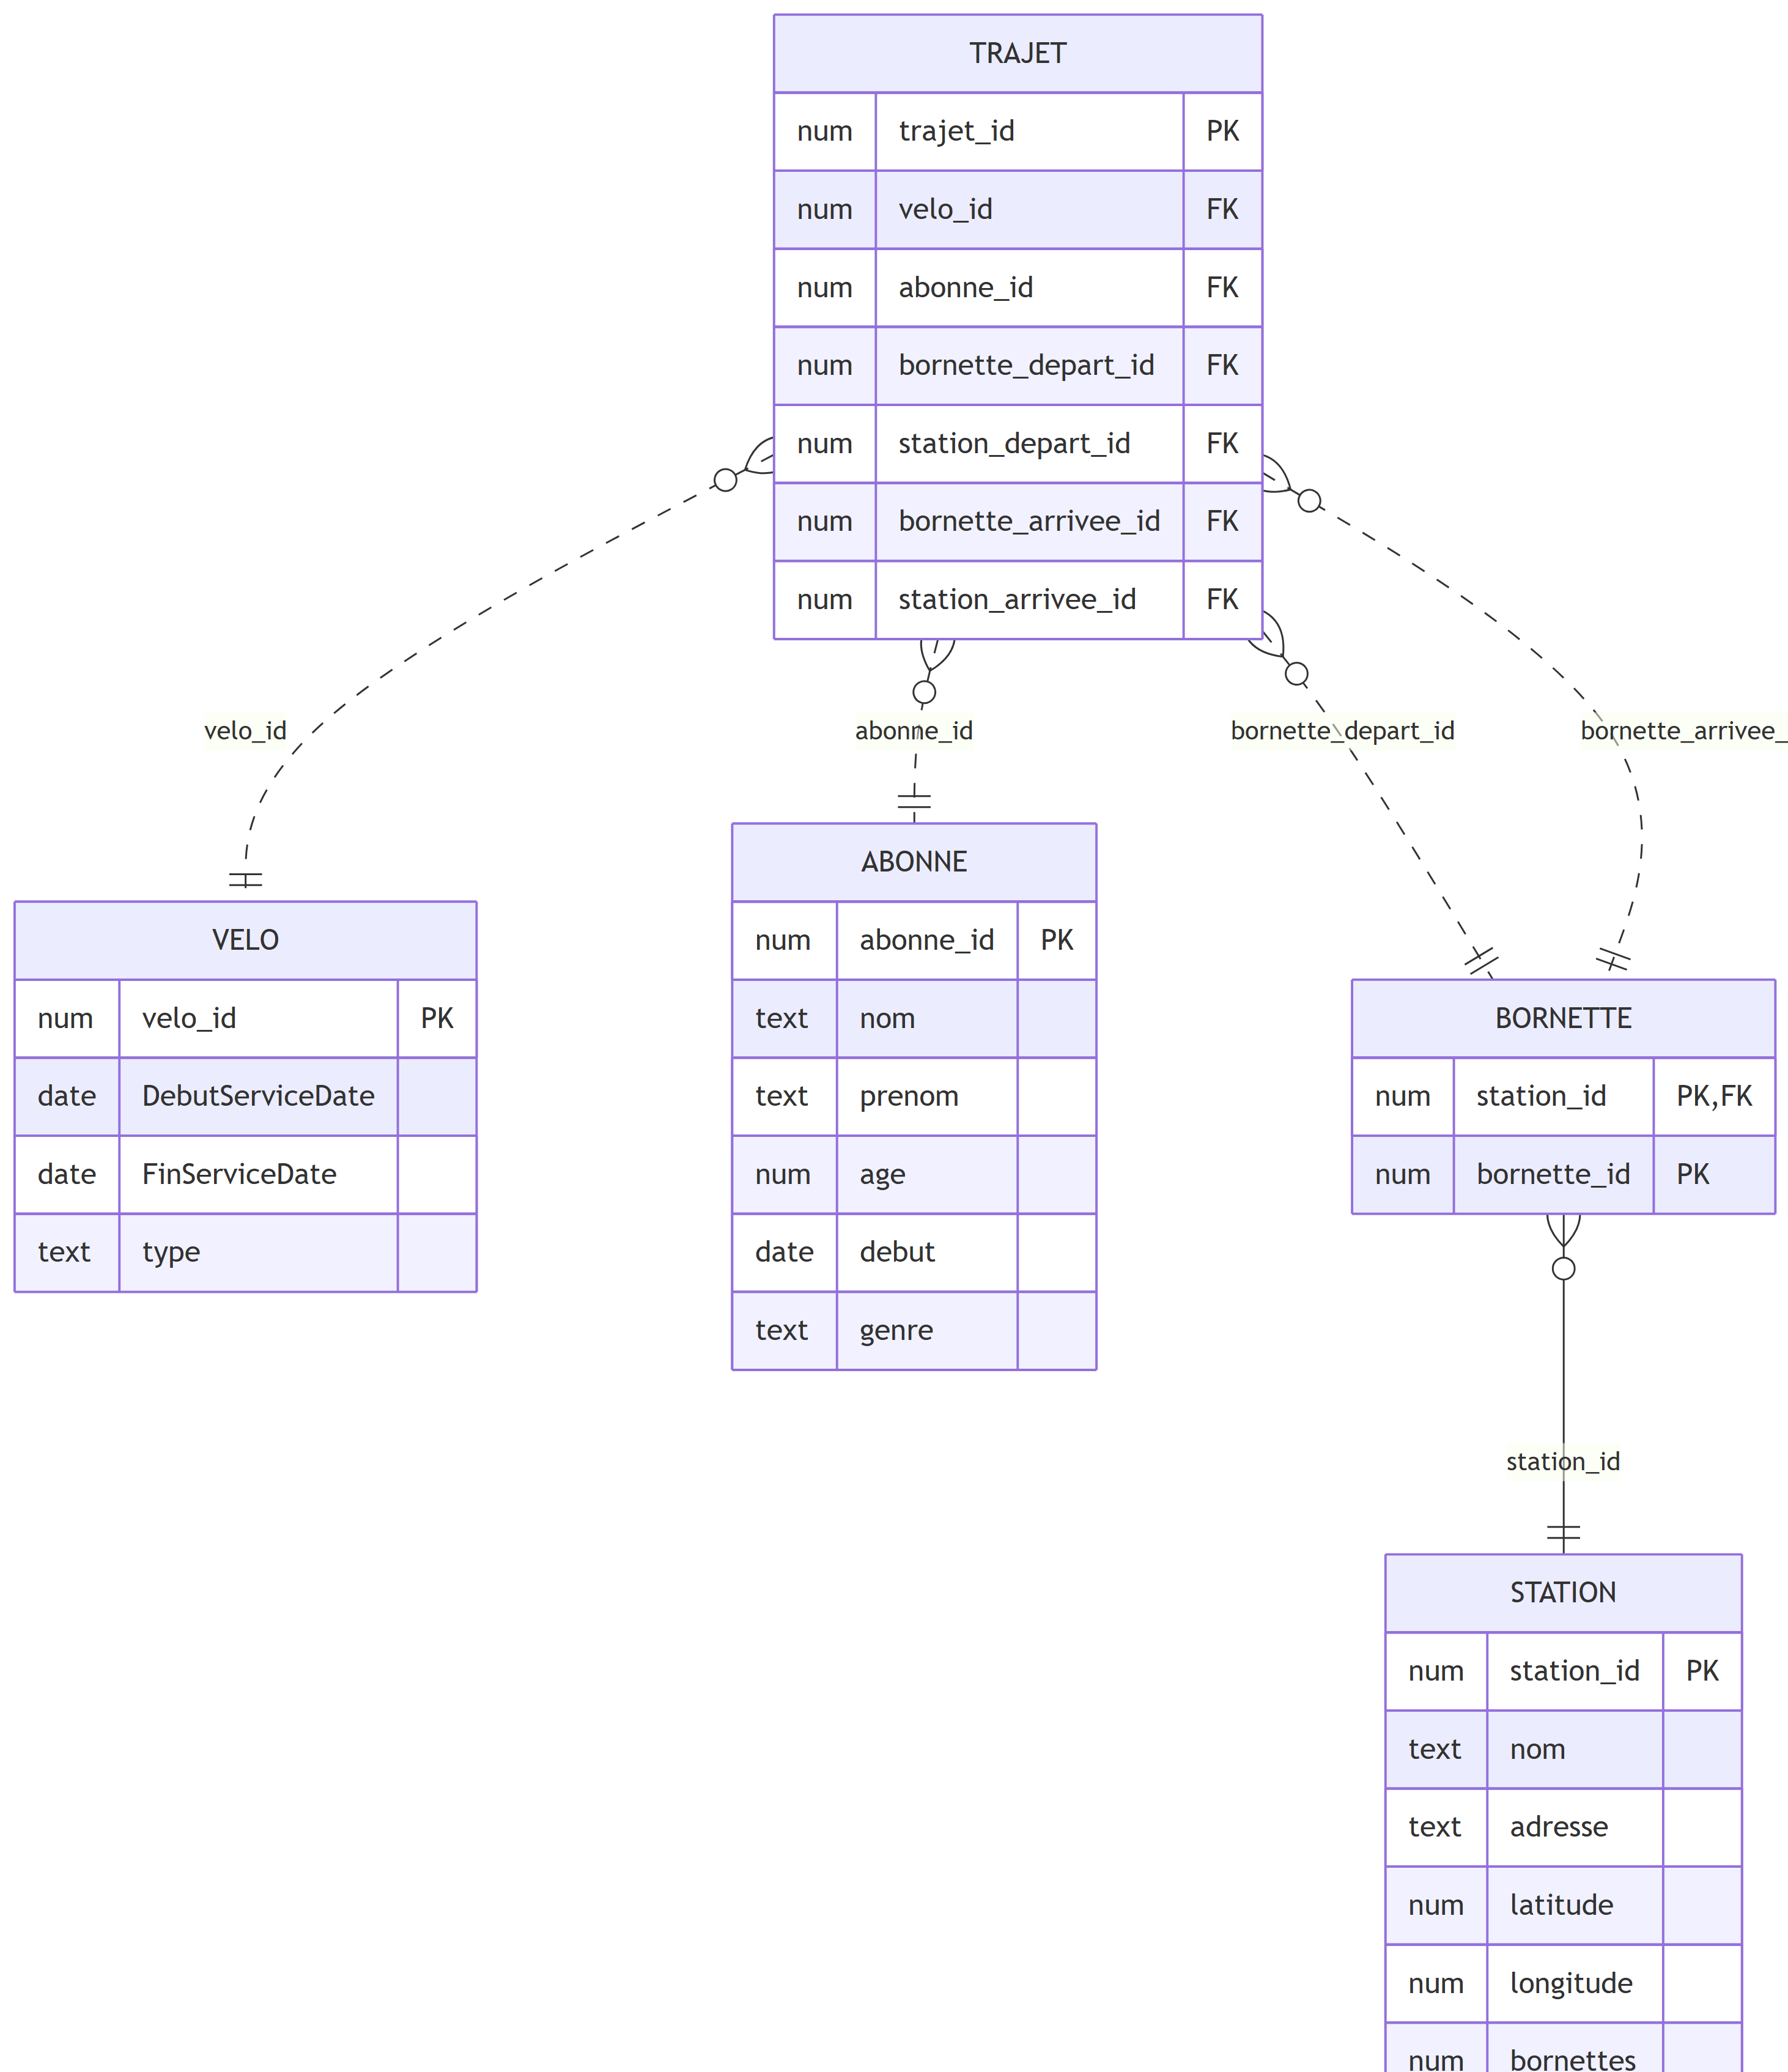 TRAJET
num trajet_id PK
num velo_id FK
num abonne_id FK
num bornette_depart_id FK
num station_depart_id FK
num bornette_arrivee_id FK
num station_arrivee_id FK
velo_id
abonne_id
bornette_depart_id
bornette_arrivee_
VELO
num velo_id PK
date DebutServiceDate
date FinServiceDate
text type
ABONNE
num abonne_id PK
text nom
text prenom
num age
date debut
text genre
BORNETTE
num station_id PK,FK
num bornette_id PK
station_id
STATION
num station_id PK
text nom
text adresse
num latitude
num longitude
num bornettes